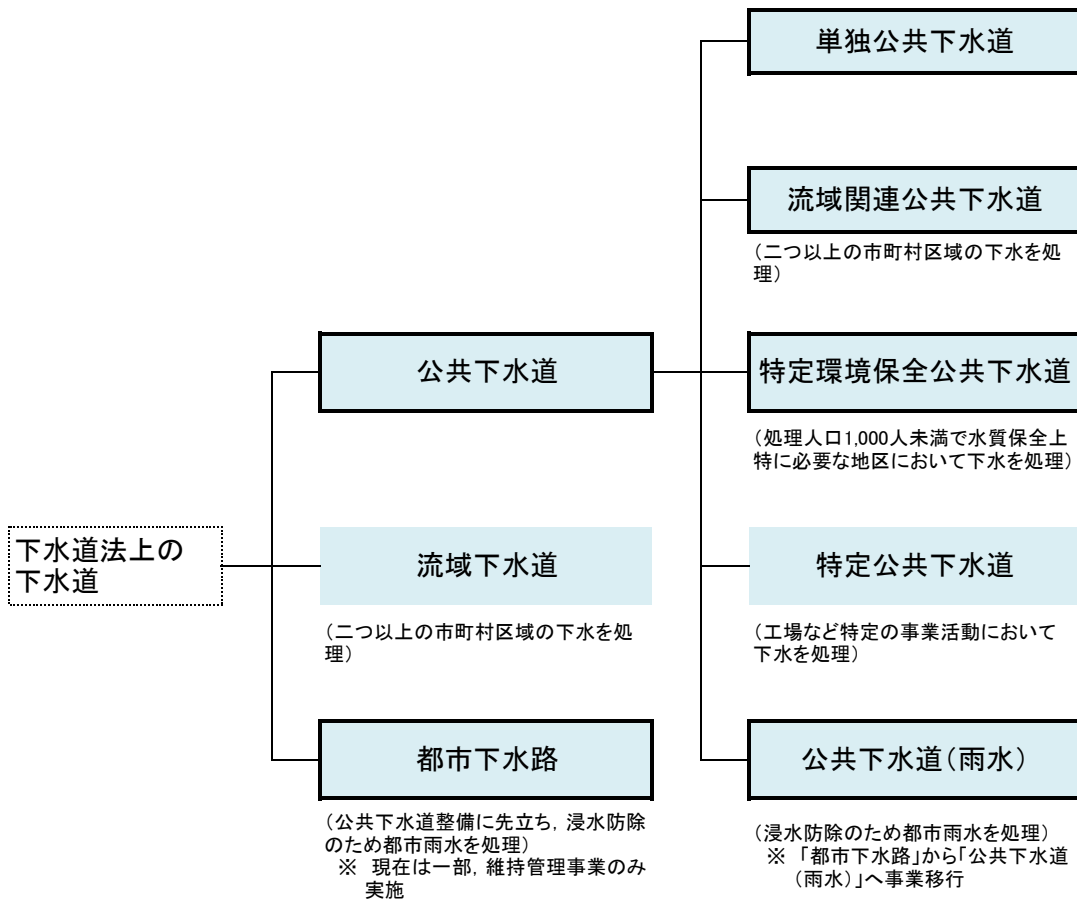 下水道法上の
下水道
公共下水道
流域下水道
（二つ以上の市町村区域の下水を処
理）
都市下水路
（公共下水道整備に先立ち，浸水防除
のため都市雨水を処理）
※　現在は一部，維持管理事業のみ
実施
単独公共下水道
流域関連公共下水道
（二つ以上の市町村区域の下水を処
理）
特定環境保全公共下水道
（処理人口1,000人未満で水質保全上
特に必要な地区において下水を処理）
特定公共下水道
（工場など特定の事業活動において
下水を処理）
公共下水道（雨水）
（浸水防除のため都市雨水を処理）
※　「都市下水路」から「公共下水道
（雨水）」へ事業移行